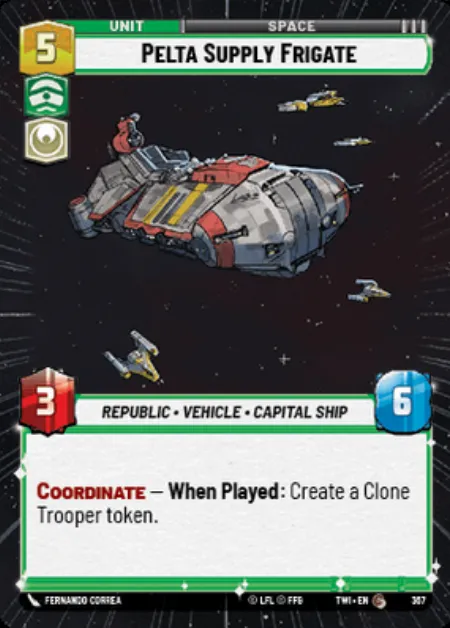 UNIT
SPACE
5
PELTA SUPPLY FRIGATE
3
REPUBLIC • VEHICLE • CAPITAL SHIP
6
COORDINATE – When Played: Create a Clone
Trooper token.
FERNANDO CORREA
© LFL © FFG
TWI • EN
307